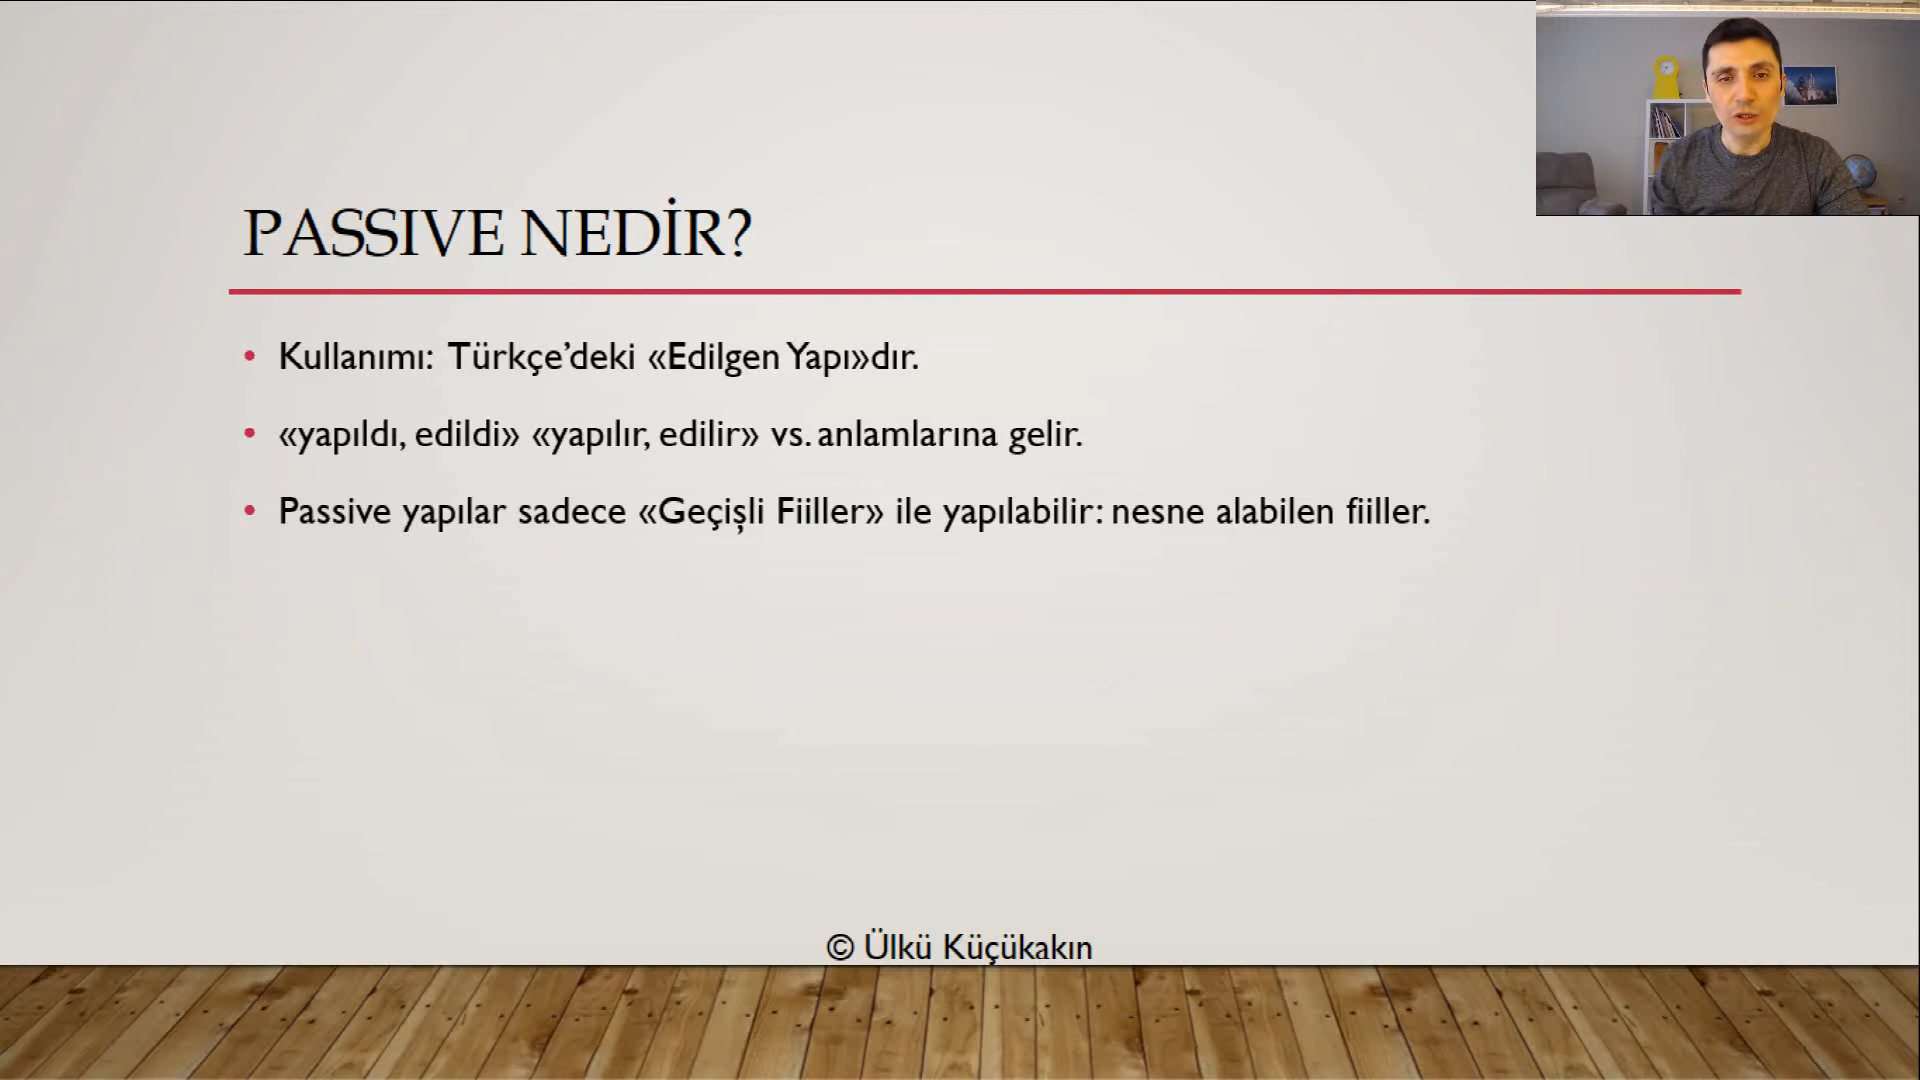 PASSIVE NEDİR?
• Kullanımı: Türkçe’deki «Edilgen Yapı»dır.
• «yapıldı, edildi» «yapılır, edilir» vs. anlamlarına gelir.
• Passive yapılar sadece «Geçişli Fiiller» ile yapılabilir: nesne alabilen fiiller.
© Ülkü Küçükakın